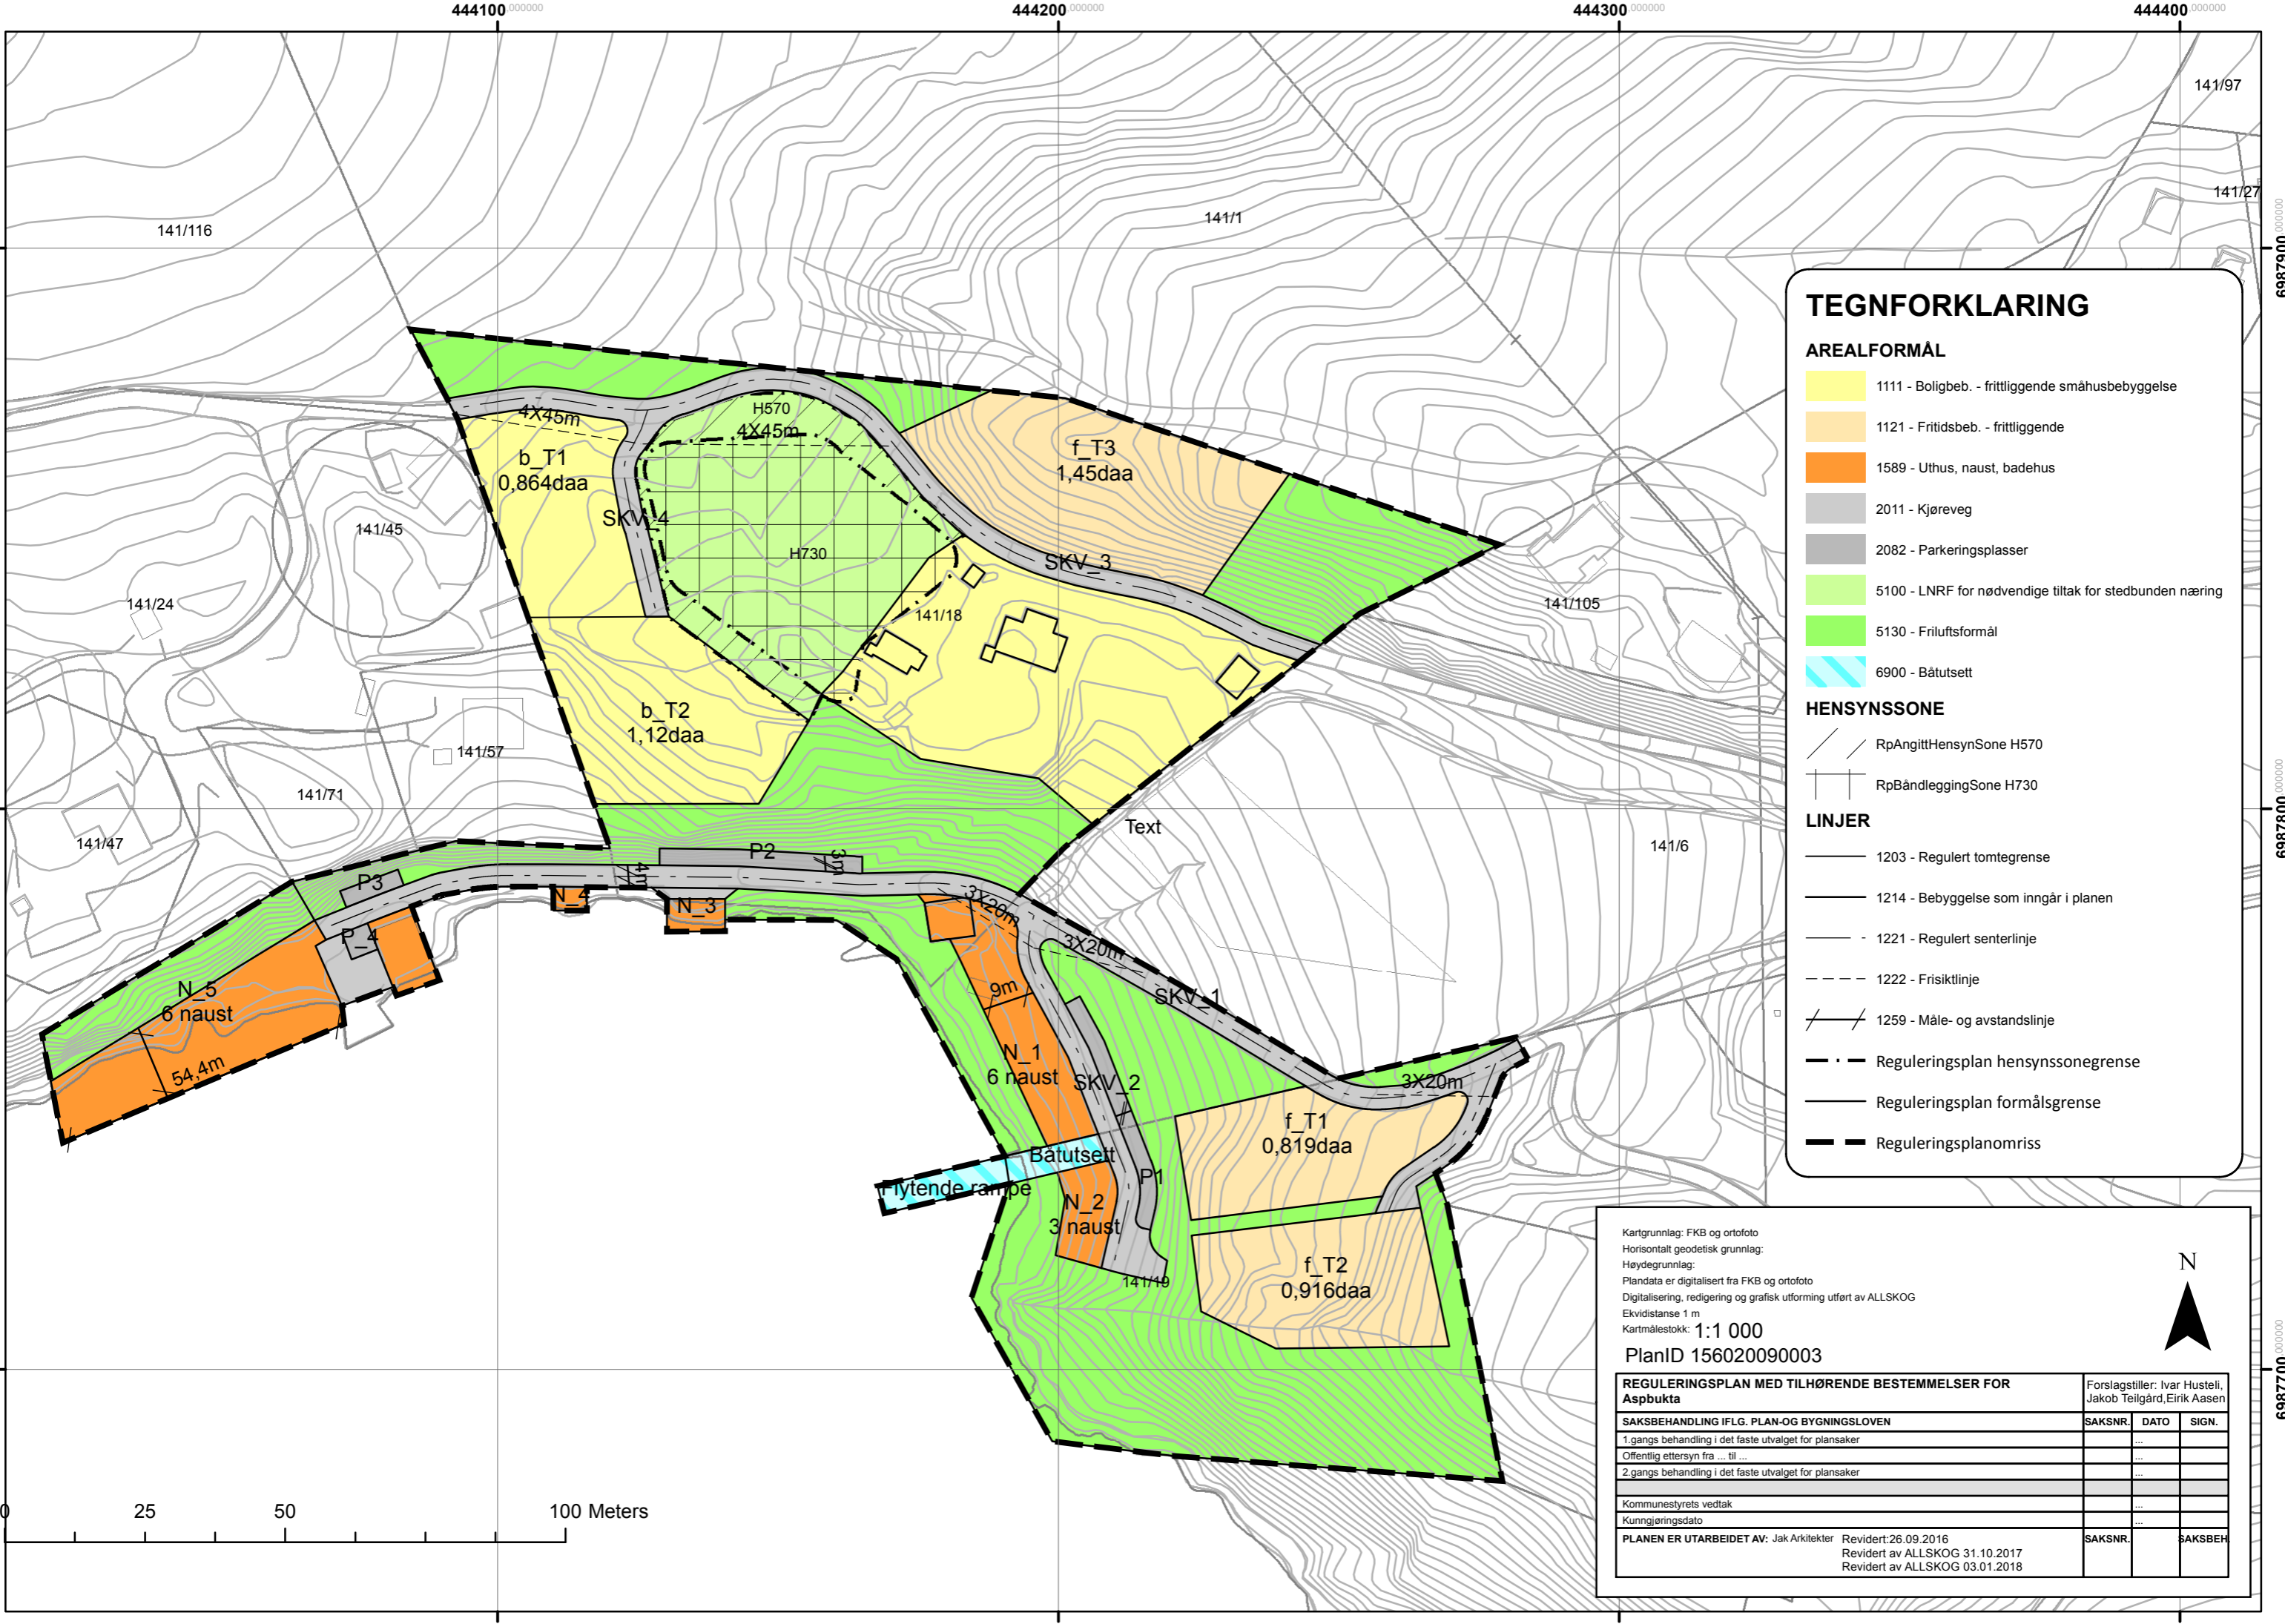 444100.000000
444200.000000
444300.000000
444400.000000
141/97
141/27
141/116
141/1
6987900.000000
TEGNFORKLARING
AREALFORMÅL
1111 - Boligbeb. - frittliggende småhusbebyggelse
1121 - Fritidsbeb. - frittliggende
1589 - Uthus, naust, badehus
2011 - Kjøreveg
2082 - Parkeringsplasser
5100 - LNRF for nødvendige tiltak for stedbunden næring
5130 - Friluftsformål
6900 - Båtutsett
HENSYNSSONE
RpAngittHensynSone H570
RpBåndleggingSone H730
LINJER
1203 - Regulert tomtegrense
1214 - Bebyggelse som inngår i planen
1221 - Regulert senterlinje
1222 - Frisiktlinje
1259 - Måle- og avstandslinje
Reguleringsplan hensynssonegrense
Reguleringsplan formålsgrense
Reguleringsplanomriss
4X45m
H570
4X45m
b_T1
0,864daa
f_T3
1,45daa
SKV_4
141/45
H730
SKV_3
141/24
141/18
141/105
b_T2
1,12daa
141/57
141/71
6987800.000000
Text
141/47
141/6
P2
3m
4m
P3
N_4
N_3
3X20m
P_4
3X20m
N_5
6 naust
9m
SKV_1
54,4m
N_1
6 naust
SKV_2
3X20m
f_T1
0,819daa
Båtutsett
P1
Flytende rampe
N_2
3 naust
f_T2
0,916daa
141/19
6987700.000000
Kartgrunnlag: FKB og ortofoto
Horisontalt geodetisk grunnlag:
Høydegrunnlag:
Plandata er digitalisert fra FKB og ortofoto
Digitalisering, redigering og grafisk utforming utført av ALLSKOG
Ekvidistanse 1 m
Kartmålestokk: 1:1 000
PlanID 156020090003
N
REGULERINGSPLAN MED TILHØRENDE BESTEMMELSER FOR
Aspbukta
Forslagstiller: Ivar Husteli,
Jakob Teilgård,Eirik Aasen
SAKSBEHANDLING IFLG. PLAN-OG BYGNINGSLOVEN SAKSNR. DATO SIGN.
1.gangs behandling i det faste utvalget for plansaker ...
Offentlig ettersyn fra ... til ... ...
2.gangs behandling i det faste utvalget for plansaker ...
Kommunestyrets vedtak ...
Kunngjøringsdato ...
PLANEN ER UTARBEIDET AV: Jak Arkitekter Revidert:26.09.2016 SAKSNR. SAKSBEH.
Revidert av ALLSKOG 31.10.2017
Revidert av ALLSKOG 03.01.2018
0 25 50 100 Meters